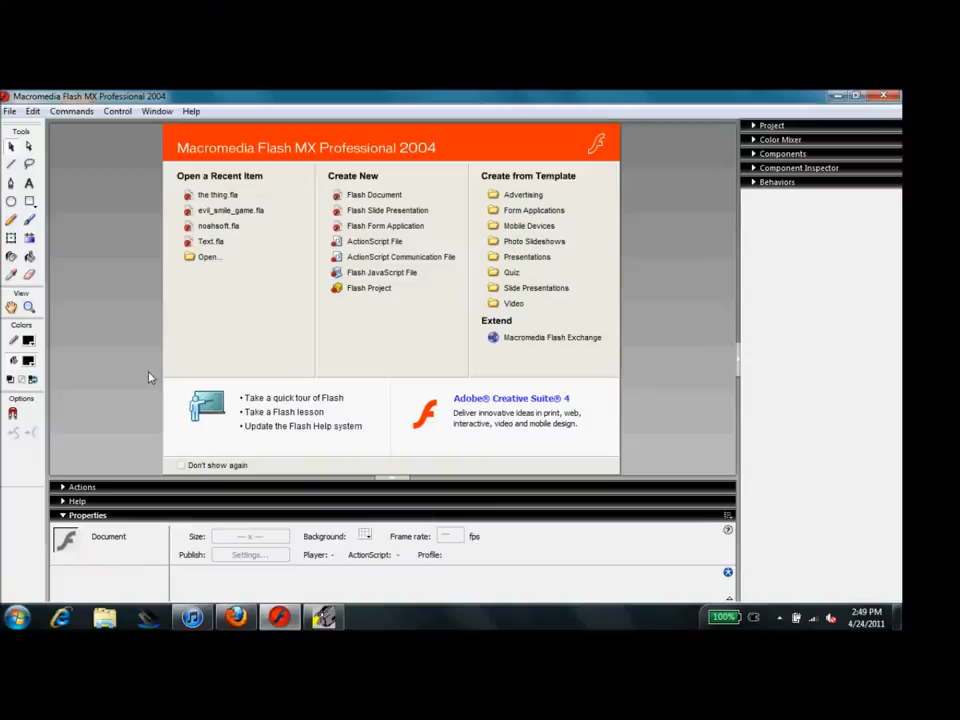 Macromedia Flash MX Professional 2004
File Edit Commands Control Window Help
Tools
View
Colors
Options
Macromedia Flash MX Professional 2004
Open a Recent Item
the thing.fla
evil_smile_game.fla
noahsoft.fla
Text.fla
Open...
Create New
Flash Document
Flash Slide Presentation
Flash Form Application
ActionScript File
ActionScript Communication File
Flash JavaScript File
Flash Project
Create from Template
Advertising
Form Applications
Mobile Devices
Photo Slideshows
Presentations
Quiz
Slide Presentations
Video
Extend
Macromedia Flash Exchange
• Take a quick tour of Flash
• Take a Flash lesson
• Update the Flash Help system
Adobe® Creative Suite® 4
Deliver innovative ideas in print, web,
interactive, video and mobile design.
Don't show again
Project
Color Mixer
Components
Component Inspector
Behaviors
Actions
Help
Properties
Document
Size: — x —
Background:
Frame rate: — fps
Publish: Settings...
Player: -
ActionScript: -
Profile:
100%
2:49 PM
4/24/2011